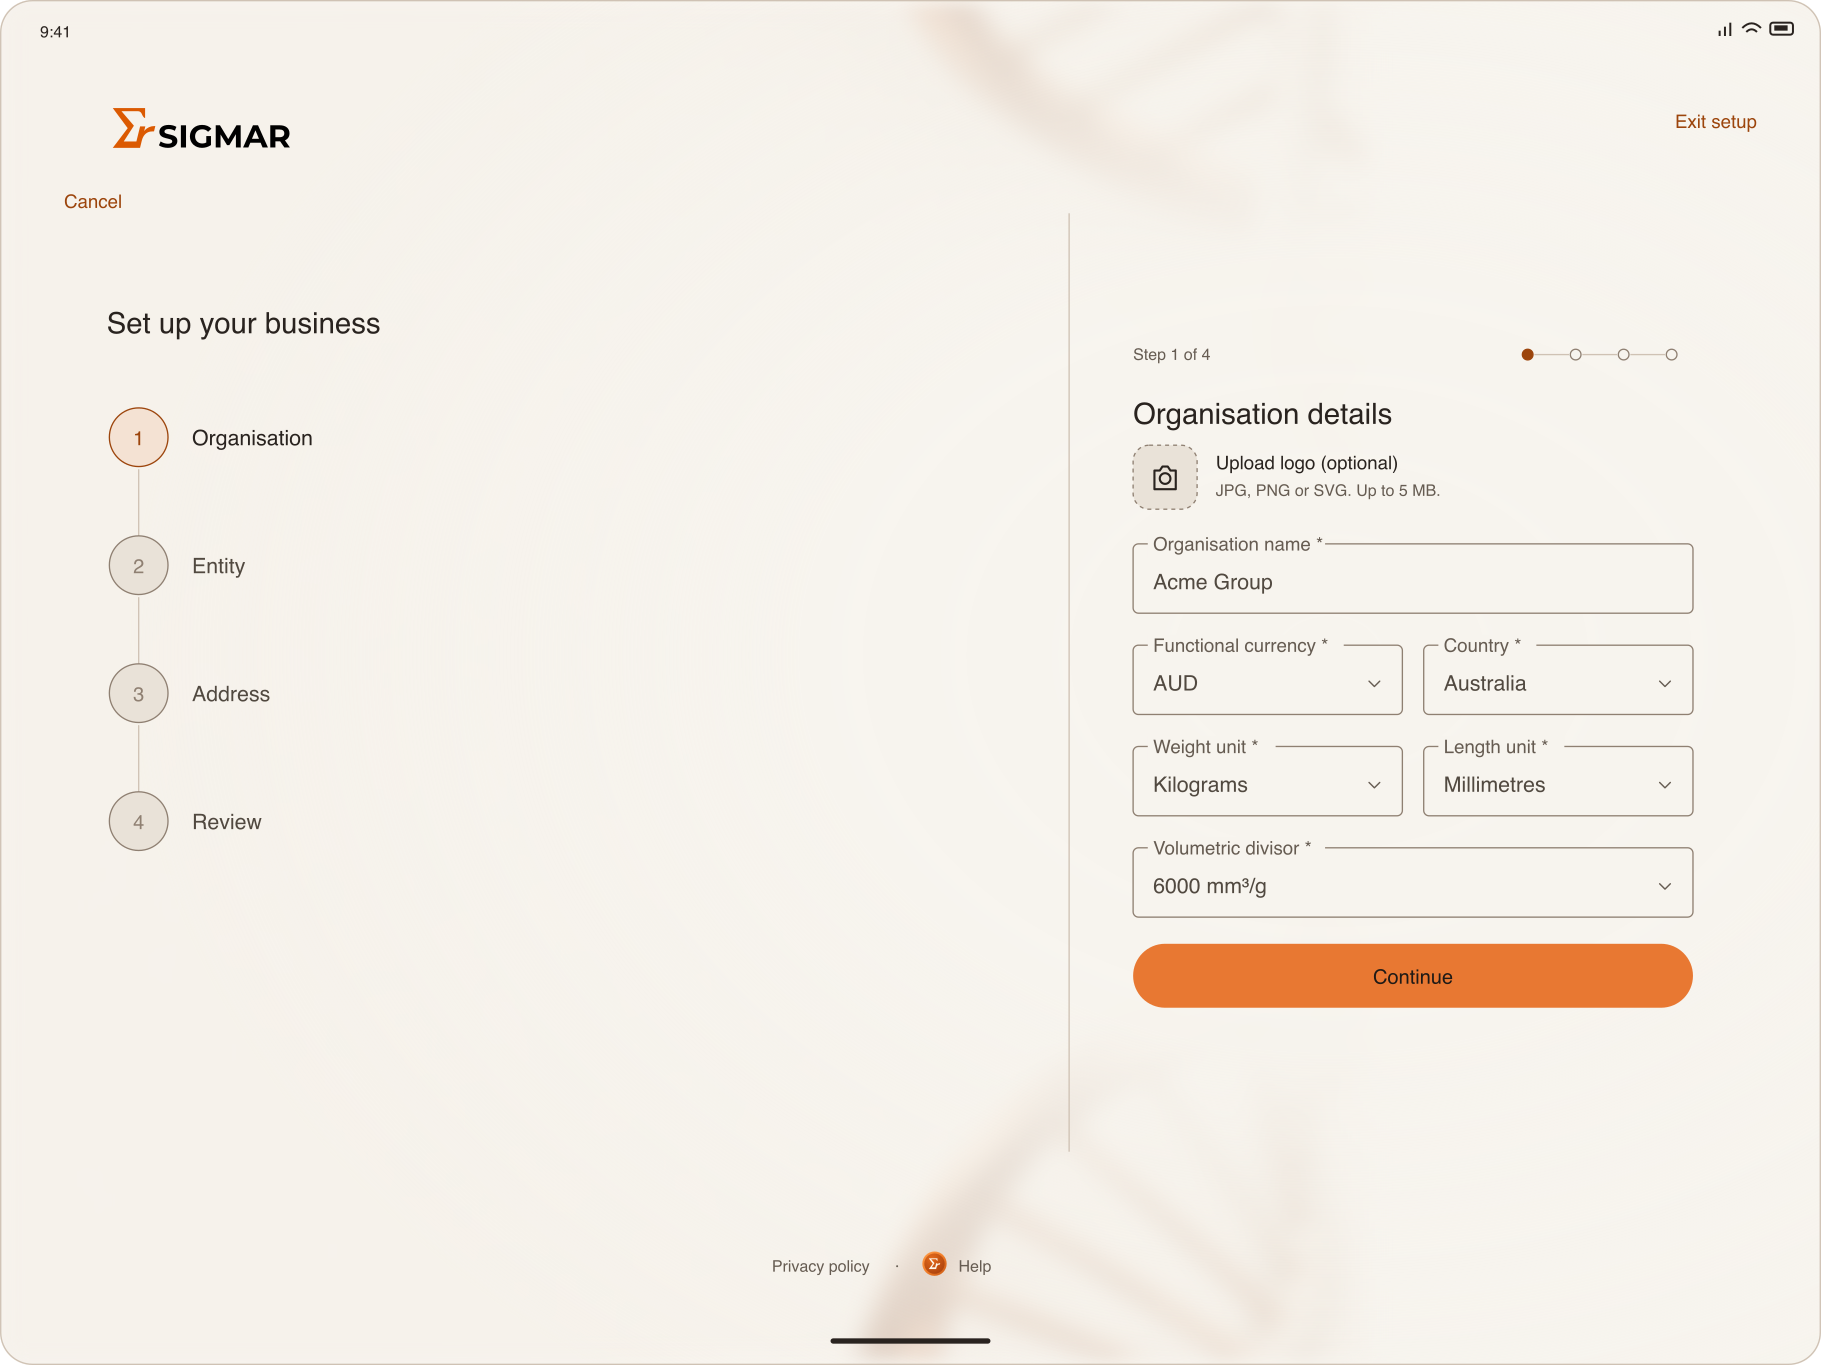 9:41
ΣrSIGMAR
Exit setup
Cancel
Set up your business
1 Organisation
2 Entity
3 Address
4 Review
Step 1 of 4
Organisation details
Upload logo (optional)
JPG, PNG or SVG. Up to 5 MB.
Organisation name *
Acme Group
Functional currency *
AUD
Country *
Australia
Weight unit *
Kilograms
Length unit *
Millimetres
Volumetric divisor *
6000 mm³/g
Continue
Privacy policy · Σr Help